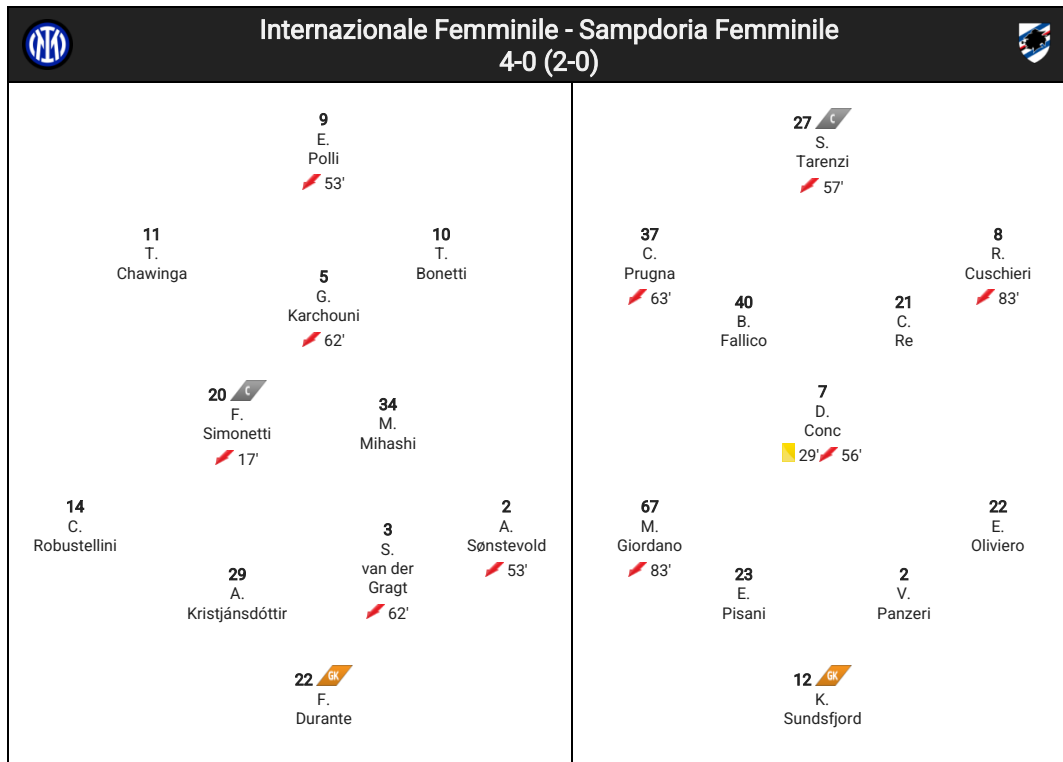 Internazionale Femminile - Sampdoria Femminile
4-0 (2-0)
9
E.
Polli
53'
11
T.
Chawinga
10
T.
Bonetti
5
G.
Karchouni
62'
20 C
F.
Simonetti
17'
34
M.
Mihashi
14
C.
Robustellini
2
A.
Sønstevold
53'
3
S.
van der
Gragt
62'
29
A.
Kristjánsdóttir
22 GK
F.
Durante
27 C
S.
Tarenzi
57'
37
C.
Prugna
63'
8
R.
Cuschieri
83'
40
B.
Fallico
21
C.
Re
7
D.
Conc
29' 56'
67
M.
Giordano
83'
22
E.
Oliviero
23
E.
Pisani
2
V.
Panzeri
12 GK
K.
Sundsfjord